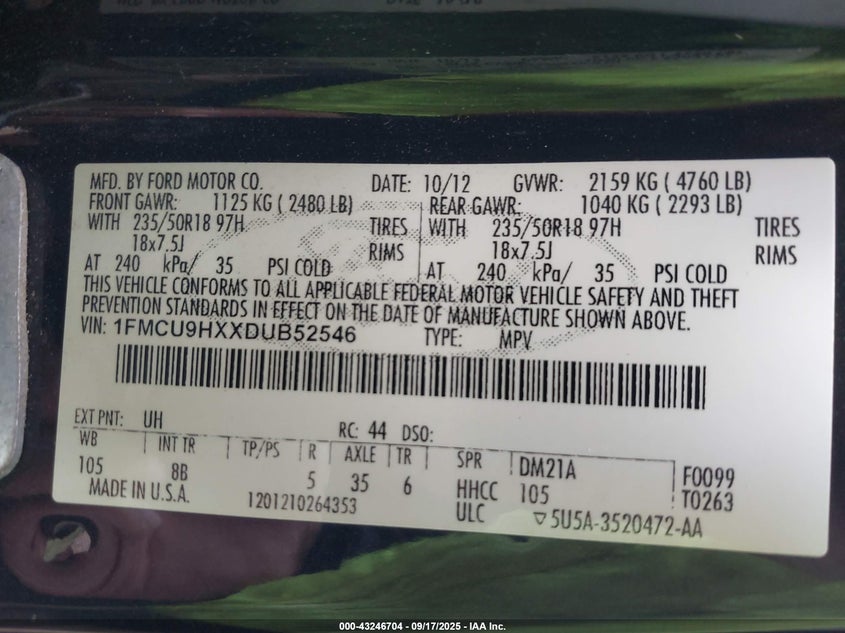 MFD. BY FORD MOTOR CO. DATE: 10/12 GVWR: 2159 KG ( 4760 LB)
FRONT GAWR: 1125 KG ( 2480 LB) REAR GAWR: 1040 KG ( 2293 LB)
WITH 235/50R18 97H TIRES WITH 235/50R18 97H TIRES
18x7.5J RIMS 18x7.5J RIMS
AT 240 kPa/ 35 PSI COLD AT 240 kPa/ 35 PSI COLD
THIS VEHICLE CONFORMS TO ALL APPLICABLE FEDERAL MOTOR VEHICLE SAFETY AND THEFT
PREVENTION STANDARDS IN EFFECT ON THE DATE OF MANUFACTURE SHOWN ABOVE.
VIN: 1FMCU9HXXDUB52546 TYPE: MPV
EXT PNT: UH RC: 44 DSO:
WB INT TR TP/PS R AXLE TR SPR DM21A F0099
105 8B 5 35 6 HHCC 105 T0263
MADE IN U.S.A. 1201210264353 ULC ▽5U5A-3520472-AA
000-43246704 - 09/17/2025 - IAA Inc.